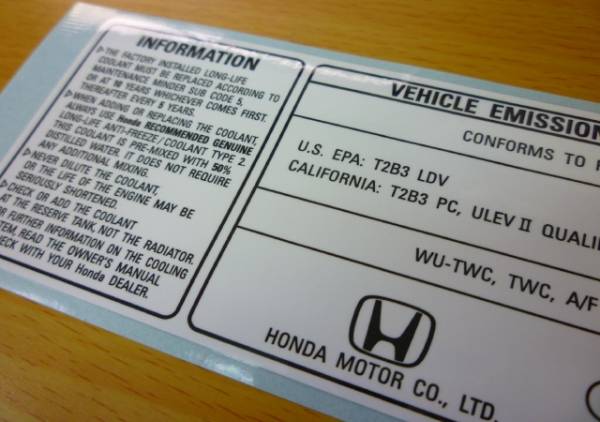 INFORMATION
▷THE FACTORY INSTALLED LONG-LIFE
COOLANT MUST BE REPLACED ACCORDING TO
MAINTENANCE MINDER SUB CODE 5,
OR AT 10 YEARS WHICHEVER COMES FIRST.
THEREAFTER EVERY 5 YEARS.
▷WHEN ADDING OR REPLACING THE COOLANT,
ALWAYS USE Honda RECOMMENDED GENUINE
LONG-LIFE ANTI-FREEZE/COOLANT TYPE 2.
THIS COOLANT IS PRE-MIXED WITH 50%
DISTILLED WATER. IT DOES NOT REQUIRE
ANY ADDITIONAL MIXING.
▷NEVER DILUTE THE COOLANT,
OR THE LIFE OF THE ENGINE MAY BE
SERIOUSLY SHORTENED.
▷CHECK OR ADD THE COOLANT
AT THE RESERVE TANK, NOT THE RADIATOR.
FURTHER INFORMATION ON THE COOLING
TEM, READ THE OWNER'S MANUAL
ECK WITH YOUR Honda DEALER.
VEHICLE EMISSION
CONFORMS TO
U.S. EPA: T2B3 LDV
CALIFORNIA: T2B3 PC, ULEV II QUALI
WU-TWC, TWC, A/F
HONDA MOTOR CO., LTD.